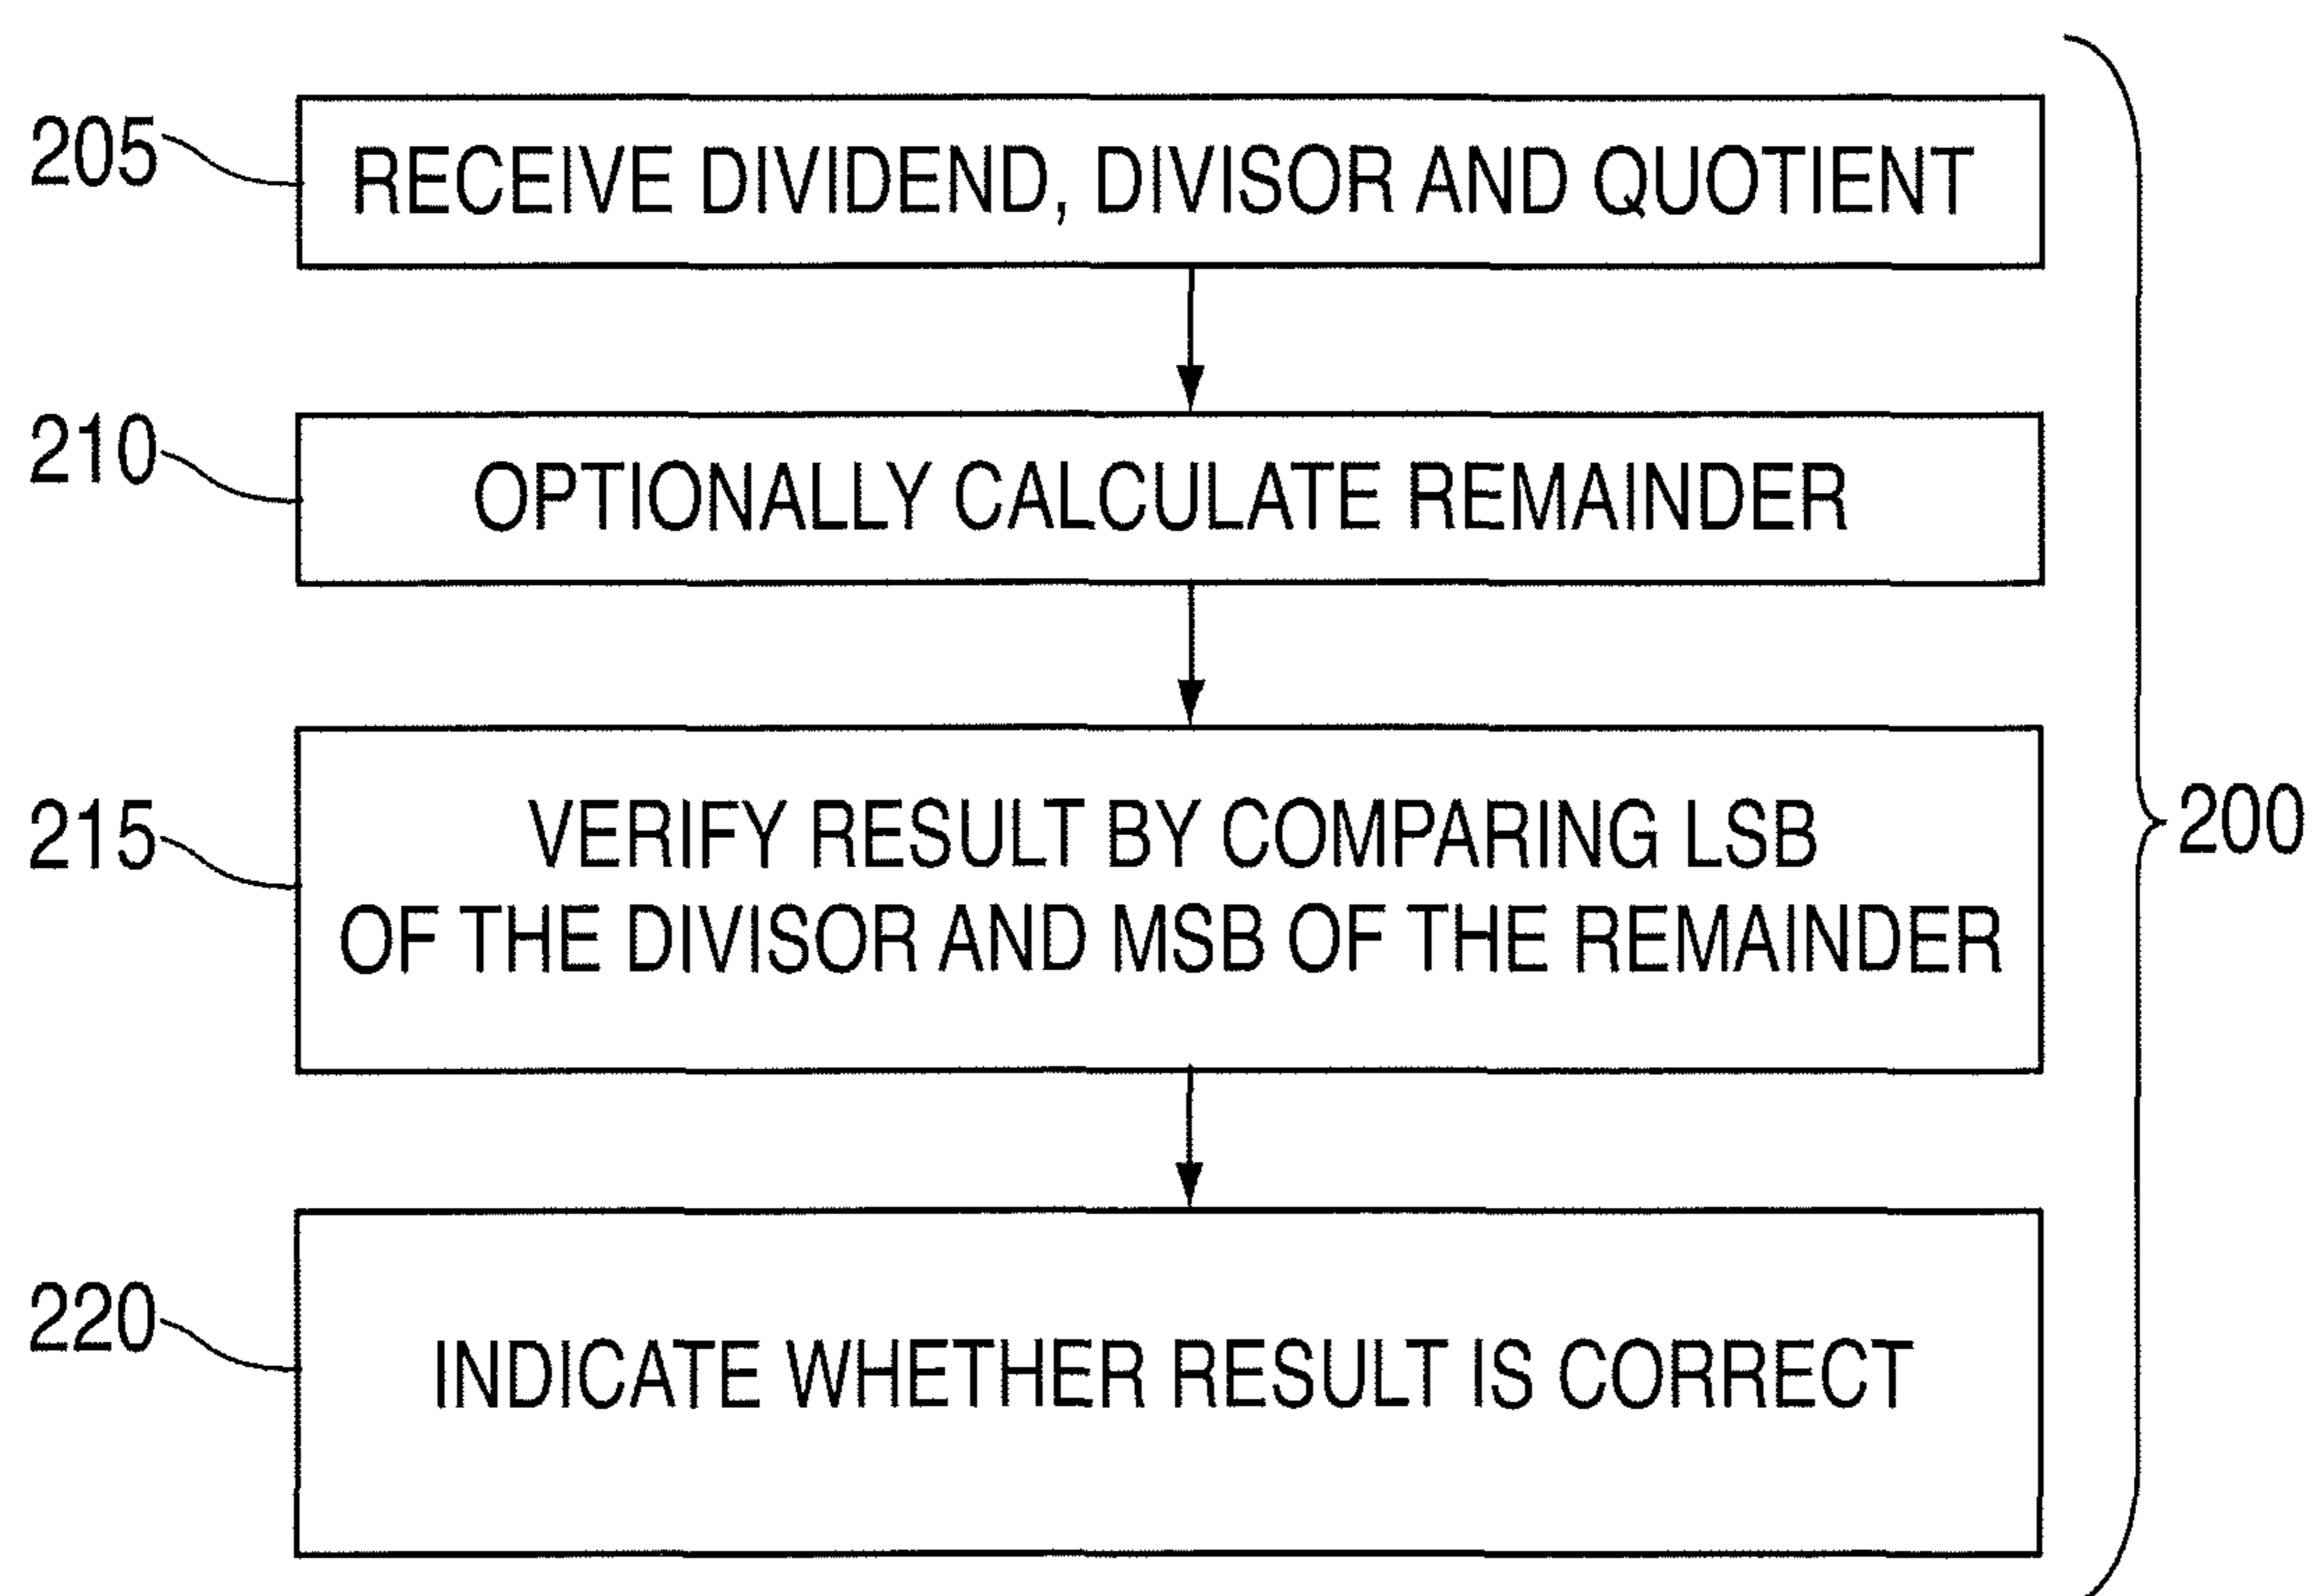 205
RECEIVE DIVIDEND, DIVISOR AND QUOTIENT
210
OPTIONALLY CALCULATE REMAINDER
215
VERIFY RESULT BY COMPARING LSB
OF THE DIVISOR AND MSB OF THE REMAINDER
200
220
INDICATE WHETHER RESULT IS CORRECT